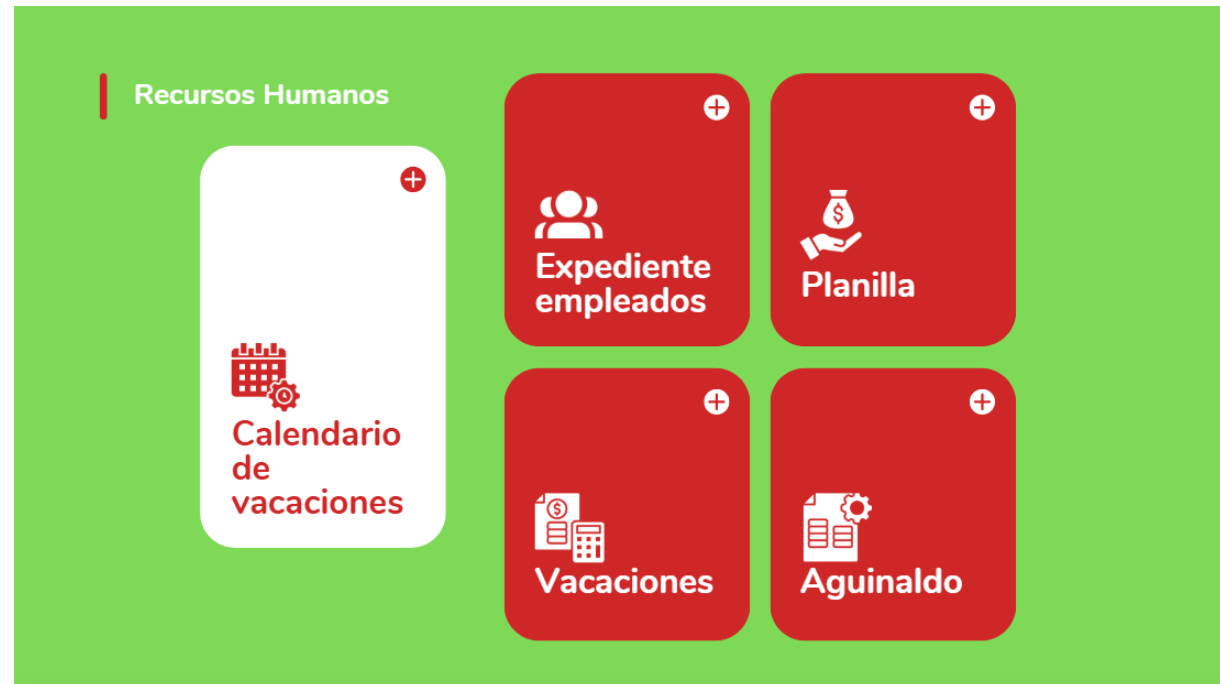 Recursos Humanos
Calendario
de
vacaciones
Expediente
empleados
Planilla
Vacaciones
Aguinaldo